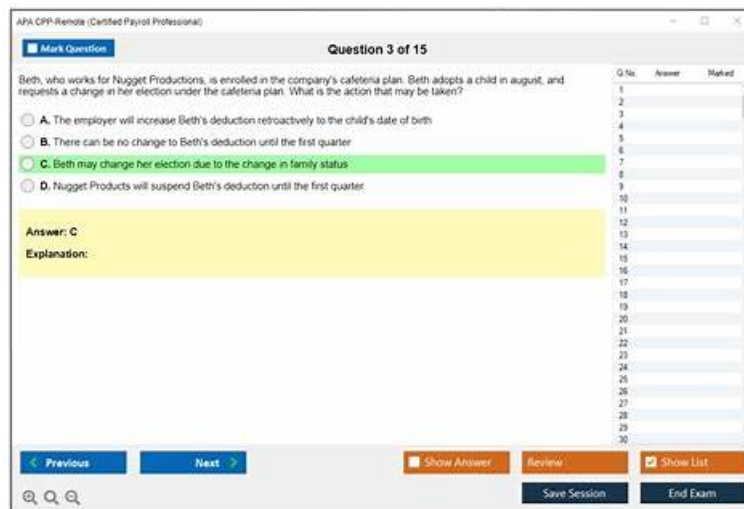 APA CPP-Remote (Certified Payroll Professional)
Mark Question
Question 3 of 15
Q.No. Answer Marked
Beth, who works for Nugget Productions, is enrolled in the company's cafeteria plan. Beth adopts a child in august, and
requests a change in her election under the cafeteria plan. What is the action that may be taken?
A. The employer will increase Beth's deduction retroactively to the child's date of birth
B. There can be no change to Beth's deduction until the first quarter
C. Beth may change her election due to the change in family status
D. Nugget Products will suspend Beth's deduction until the first quarter
Answer: C
Explanation:
1
2
3
4
5
6
7
8
9
10
11
12
13
14
15
16
17
18
19
20
21
22
23
24
25
26
27
28
29
30
Previous
Next
Show Answer
Review
Show List
Save Session
End Exam